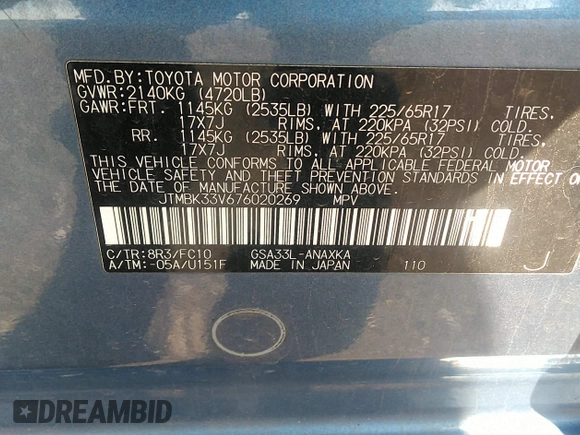 MFD.BY:TOYOTA MOTOR CORPORATION
GVWR:2140KG (4720LB)
GAWR:FRT. 1145KG (2535LB) WITH 225/65R17 TIRES,
17X7J RIMS, AT 220KPA (32PSI) COLD.
RR. 1145KG (2535LB) WITH 225/65R17 TIRES,
17X7J RIMS, AT 220KPA (32PSI) COLD.
THIS VEHICLE CONFORMS TO ALL APPLICABLE FEDERAL MOTOR
VEHICLE SAFETY AND THEFT PREVENTION STANDARDS IN EFFECT ON
THE DATE OF MANUFACTURE SHOWN ABOVE.
JTMBK33V676020269 MPV
C/TR:8R3/FC10 GSA33L-ANAXKA
A/TM:-05A/U151F MADE IN JAPAN 110 J
DREAMBID